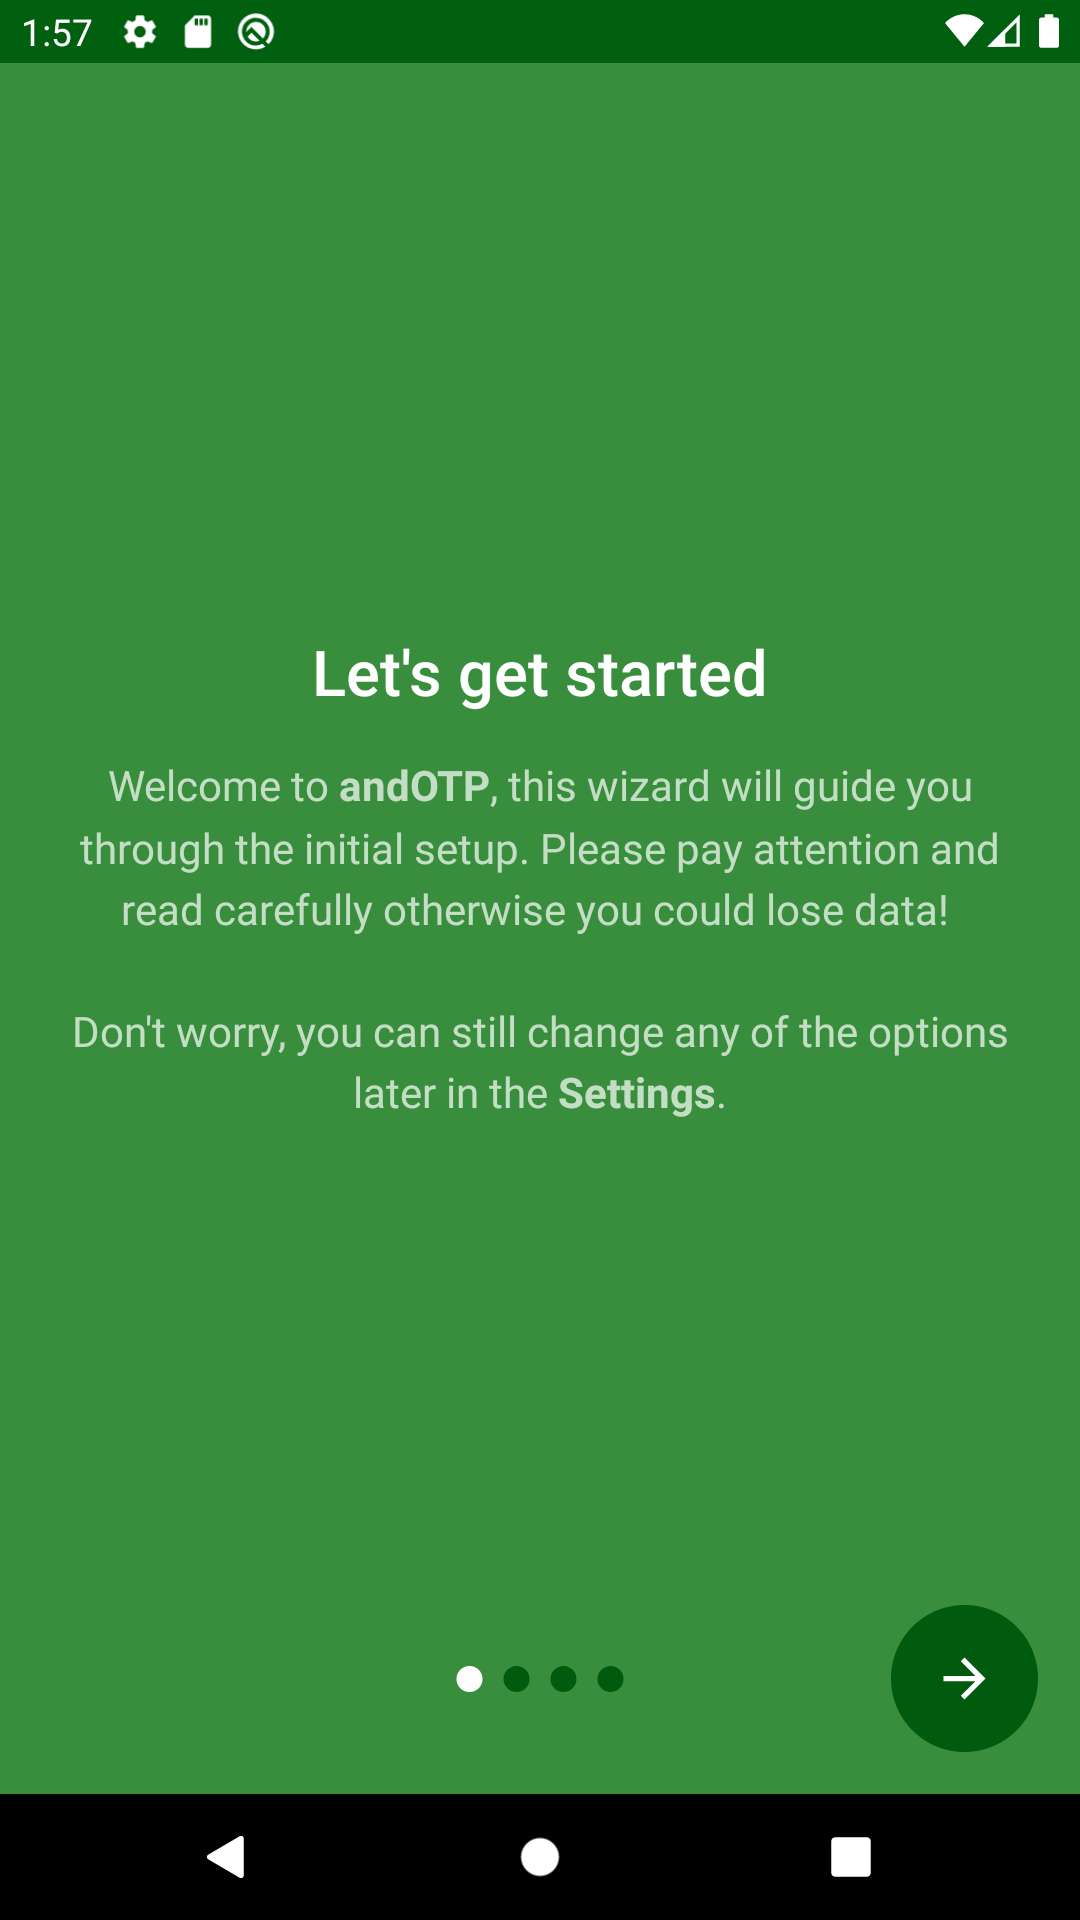 1:57
Let's get started
Welcome to andOTP, this wizard will guide you
through the initial setup. Please pay attention and
read carefully otherwise you could lose data!
Don't worry, you can still change any of the options
later in the Settings.